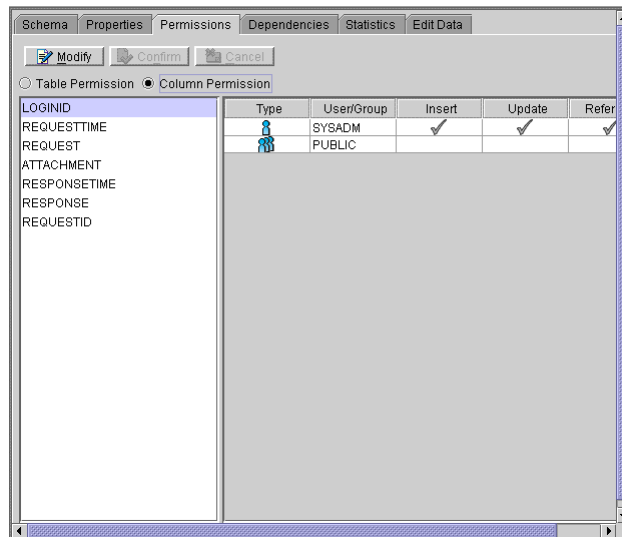 Schema Properties Permissions Dependencies Statistics Edit Data
Modify Confirm Cancel
Table Permission Column Permission
LOGINID
REQUESTTIME
REQUEST
ATTACHMENT
RESPONSETIME
RESPONSE
REQUESTID
Type User/Group Insert Update Refer
SYSADM
PUBLIC